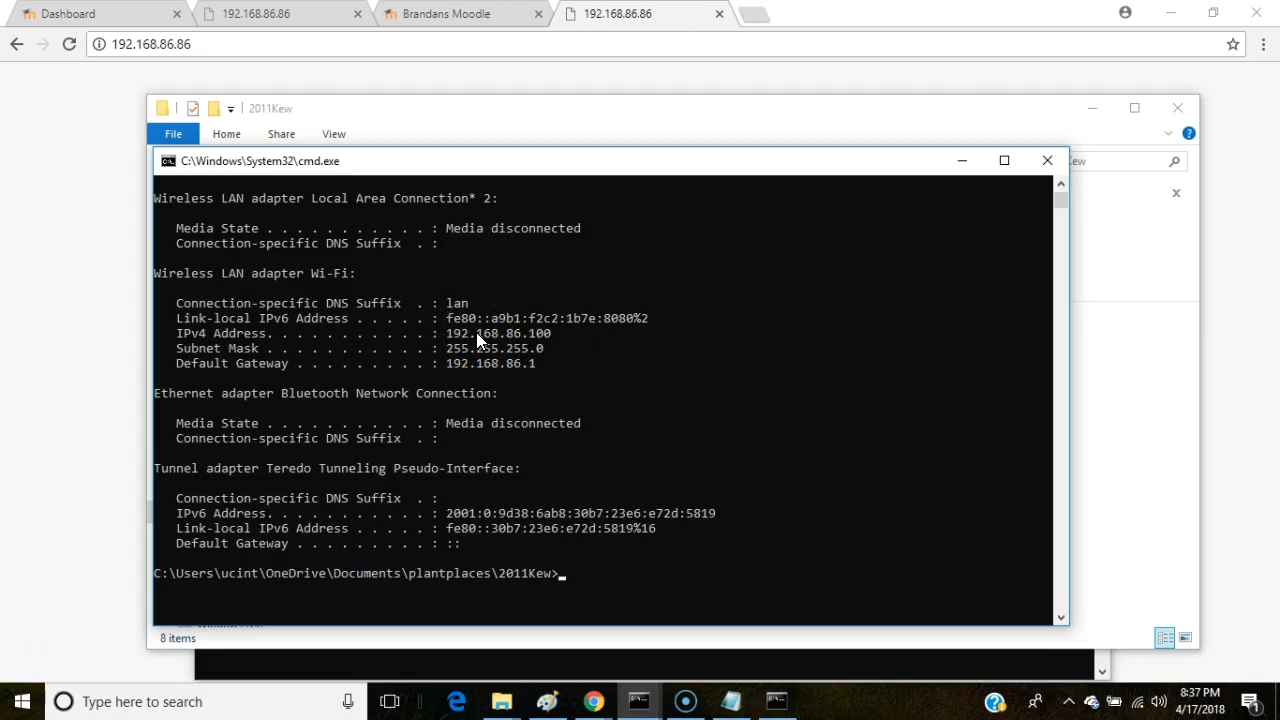 Dashboard
192.168.86.86
Brandans Moodle
192.168.86.86
192.168.86.86
2011Kew
File
Home
Share
View
C:\Windows\System32\cmd.exe
Wireless LAN adapter Local Area Connection* 2:
Media State . . . . . . . . . . . : Media disconnected
Connection-specific DNS Suffix . :
Wireless LAN adapter Wi-Fi:
Connection-specific DNS Suffix . : lan
Link-local IPv6 Address . . . . . : fe80::a9b1:f2c2:1b7e:8080%2
IPv4 Address. . . . . . . . . . . : 192.168.86.100
Subnet Mask . . . . . . . . . . . : 255.255.255.0
Default Gateway . . . . . . . . . : 192.168.86.1
Ethernet adapter Bluetooth Network Connection:
Media State . . . . . . . . . . . : Media disconnected
Connection-specific DNS Suffix . :
Tunnel adapter Teredo Tunneling Pseudo-Interface:
Connection-specific DNS Suffix . :
IPv6 Address. . . . . . . . . . . : 2001:0:9d38:6ab8:30b7:23e6:e72d:5819
Link-local IPv6 Address . . . . . : fe80::30b7:23e6:e72d:5819%16
Default Gateway . . . . . . . . . : ::
C:\Users\ucint\OneDrive\Documents\plantplaces\2011Kew>
8 items
Type here to search
8:37 PM
4/17/2018